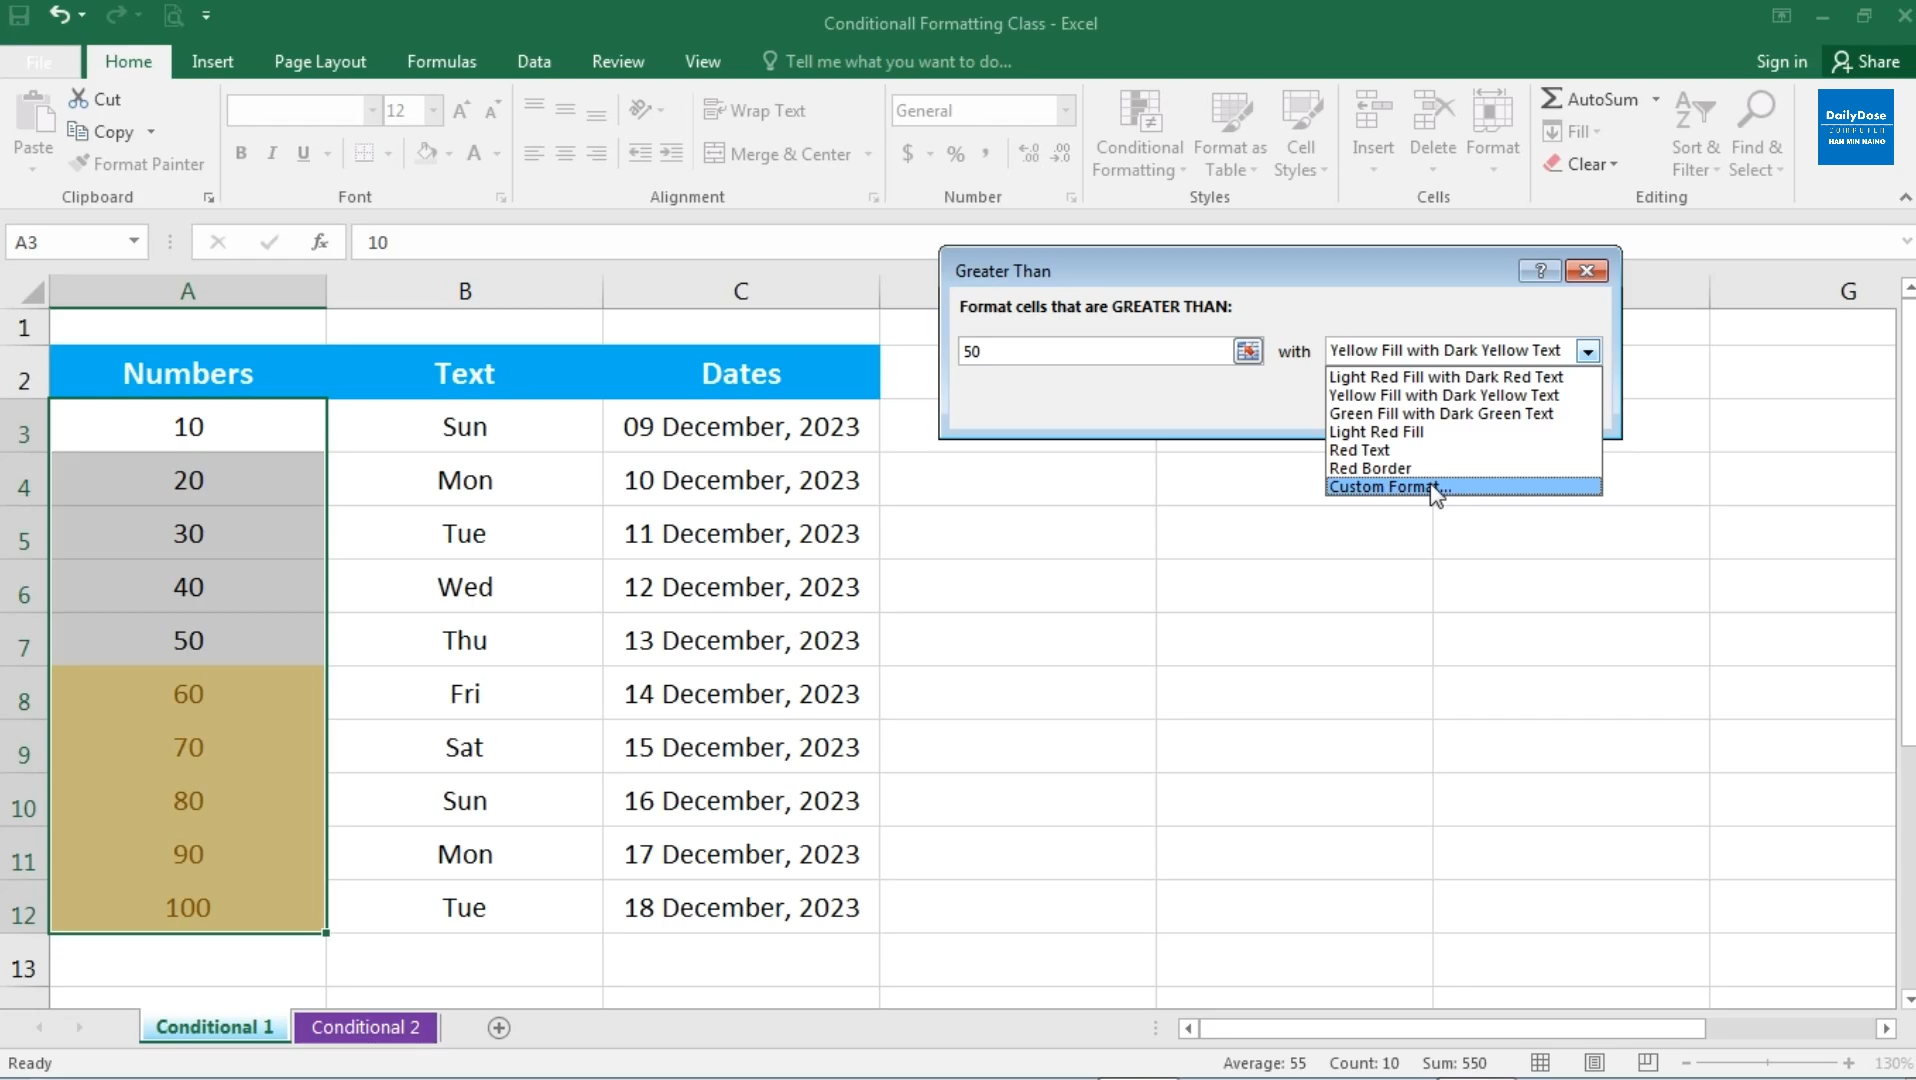 Conditionall Formatting Class - Excel
File
Home
Insert
Page Layout
Formulas
Data
Review
View
Tell me what you want to do...
Sign in
Share
Paste
Cut
Copy
Format Painter
Clipboard
12
B I U
Font
Wrap Text
Merge & Center
Alignment
General
$ %
Number
Conditional
Formatting
Format as
Table
Cell
Styles
Styles
Insert
Delete
Format
Cells
AutoSum
Fill
Clear
Sort &
Filter
Find &
Select
Editing
DailyDose
COMPUTER
HAN MIN NAING
A3
fx
10
A B C G
1
2 Numbers Text Dates
3 10 Sun 09 December, 2023
4 20 Mon 10 December, 2023
5 30 Tue 11 December, 2023
6 40 Wed 12 December, 2023
7 50 Thu 13 December, 2023
8 60 Fri 14 December, 2023
9 70 Sat 15 December, 2023
10 80 Sun 16 December, 2023
11 90 Mon 17 December, 2023
12 100 Tue 18 December, 2023
13
Greater Than
Format cells that are GREATER THAN:
50 with Yellow Fill with Dark Yellow Text
Light Red Fill with Dark Red Text
Yellow Fill with Dark Yellow Text
Green Fill with Dark Green Text
Light Red Fill
Red Text
Red Border
Custom Format...
Conditional 1
Conditional 2
Ready
Average: 55 Count: 10 Sum: 550
130%